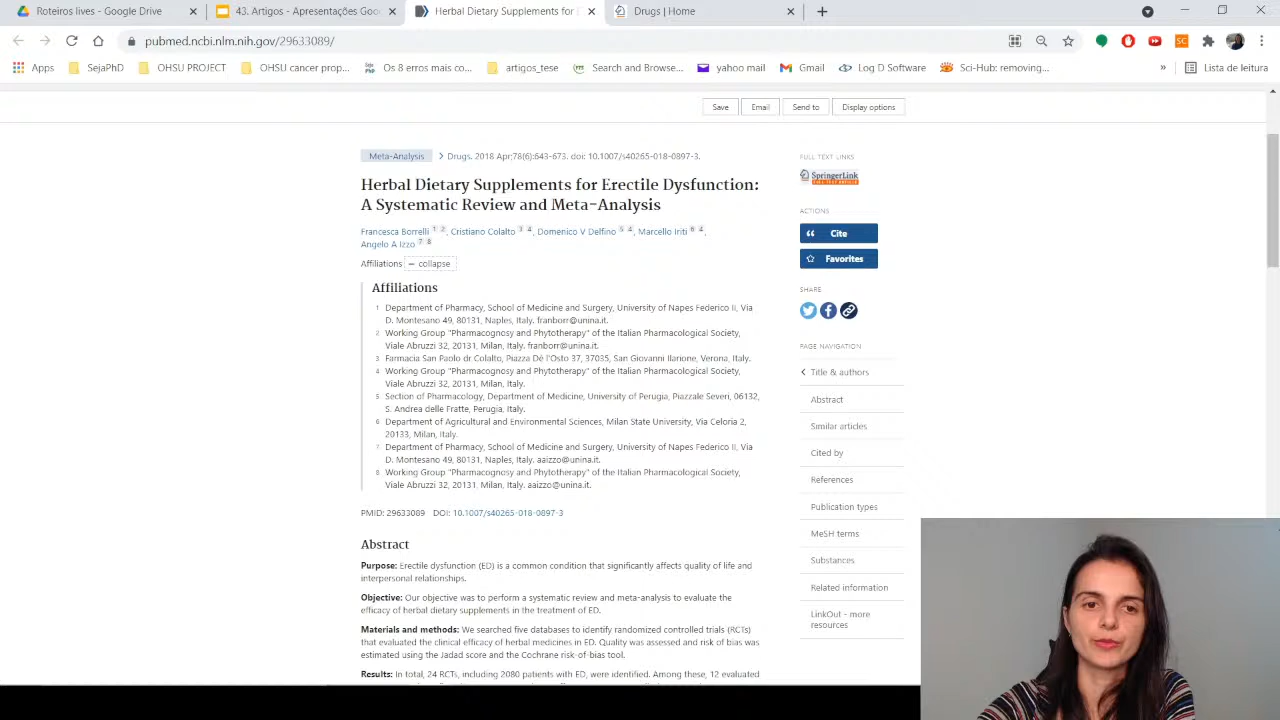 Roteiros lives - Google Drive
43. Artigos - Apresentações Goo
Herbal Dietary Supplements for E
Drugs | Home
pubmed.ncbi.nlm.nih.gov/29633089/
SC
Apps
SejaPhD
OHSU PROJECT
OHSU cancer prop...
Os 8 erros mais co...
artigos_tese
Search and Browse...
yahoo mail
Gmail
Log D Software
Sci-Hub: removing...
»
Lista de leitura
Save
Email
Send to
Display options
Meta-Analysis
Drugs. 2018 Apr;78(6):643-673. doi: 10.1007/s40265-018-0897-3.
Herbal Dietary Supplements for Erectile Dysfunction:
A Systematic Review and Meta-Analysis
Francesca Borrelli 1 2, Cristiano Colalto 3 4, Domenico V Delfino 5 4, Marcello Iriti 6 4,
Angelo A Izzo 7 8
Affiliations – collapse
Affiliations
1 Department of Pharmacy, School of Medicine and Surgery, University of Napes Federico Ii, Via
D. Montesano 49, 80131, Naples, Italy. franborr@unina.it.
2 Working Group "Pharmacognosy and Phytotherapy" of the Italian Pharmacological Society,
Viale Abruzzi 32, 20131, Milan, Italy. franborr@unina.it.
3 Farmacia San Paolo dr Colalto, Piazza Dè l'Osto 37, 37035, San Giovanni Ilarione, Verona, Italy.
4 Working Group "Pharmacognosy and Phytotherapy" of the Italian Pharmacological Society,
Viale Abruzzi 32, 20131, Milan, Italy.
5 Section of Pharmacology, Department of Medicine, University of Perugia, Piazzale Severi, 06132,
S. Andrea delle Fratte, Perugia, Italy.
6 Department of Agricultural and Environmental Sciences, Milan State University, Via Celoria 2,
20133, Milan, Italy.
7 Department of Pharmacy, School of Medicine and Surgery, University of Napes Federico Ii, Via
D. Montesano 49, 80131, Naples, Italy. aaizzo@unina.it.
8 Working Group "Pharmacognosy and Phytotherapy" of the Italian Pharmacological Society,
Viale Abruzzi 32, 20131, Milan, Italy. aaizzo@unina.it.
PMID: 29633089 DOI: 10.1007/s40265-018-0897-3
Abstract
Purpose: Erectile dysfunction (ED) is a common condition that significantly affects quality of life and
interpersonal relationships.
Objective: Our objective was to perform a systematic review and meta-analysis to evaluate the
efficacy of herbal dietary supplements in the treatment of ED.
Materials and methods: We searched five databases to identify randomized controlled trials (RCTs)
that evaluated the clinical efficacy of herbal medicines in ED. Quality was assessed and risk of bias was
estimated using the Jadad score and the Cochrane risk-of-bias tool.
Results: In total, 24 RCTs, including 2080 patients with ED, were identified. Among these, 12 evaluated
FULL TEXT LINKS
SpringerLink
FULL-TEXT ARTICLE
ACTIONS
Cite
Favorites
SHARE
PAGE NAVIGATION
Title & authors
Abstract
Similar articles
Cited by
References
Publication types
MeSH terms
Substances
Related information
LinkOut - more
resources